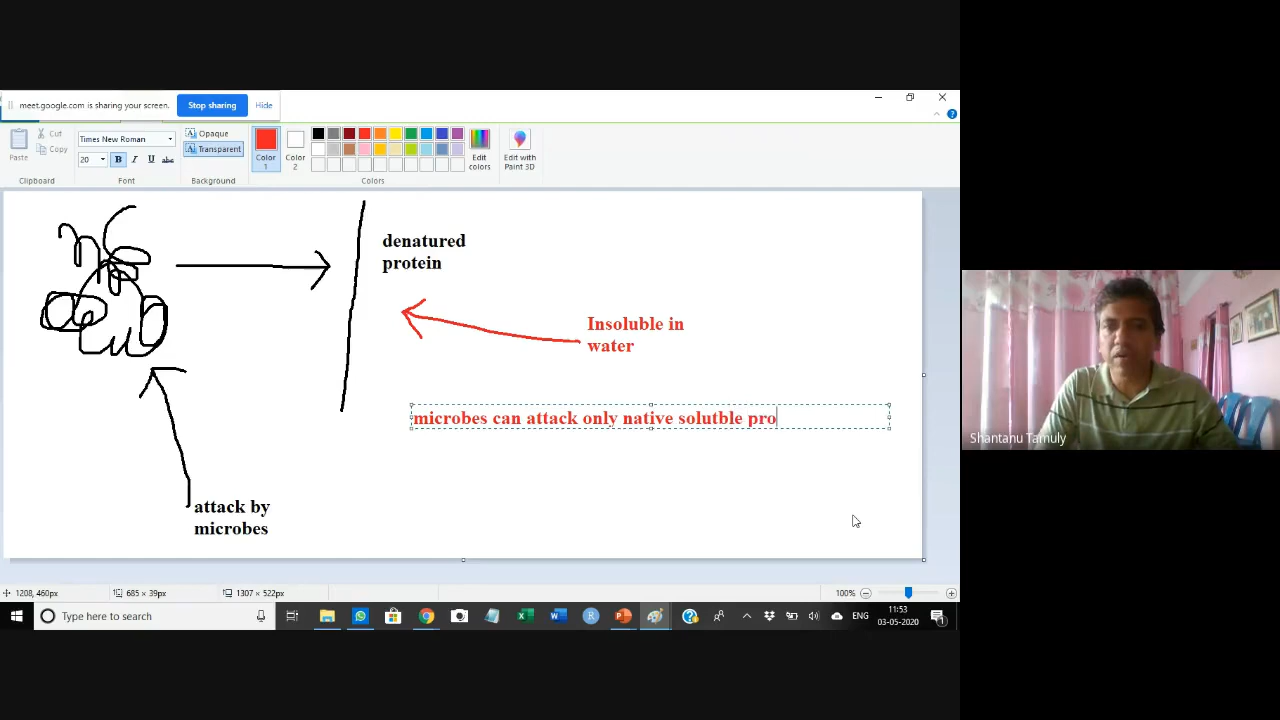 meet.google.com is sharing your screen. Stop sharing Hide
Paste
Cut
Copy
Clipboard
Times New Roman
20 B I U abc
Font
Opaque
Transparent
Background
Color 1
Color 2
Edit colors
Colors
Edit with Paint 3D
denatured
protein
Insoluble in
water
microbes can attack only native solutble pro
attack by
microbes
Shantanu Tamuly
1208, 460px 685 × 39px 1307 × 522px 100%
Type here to search
ENG
11:53
03-05-2020